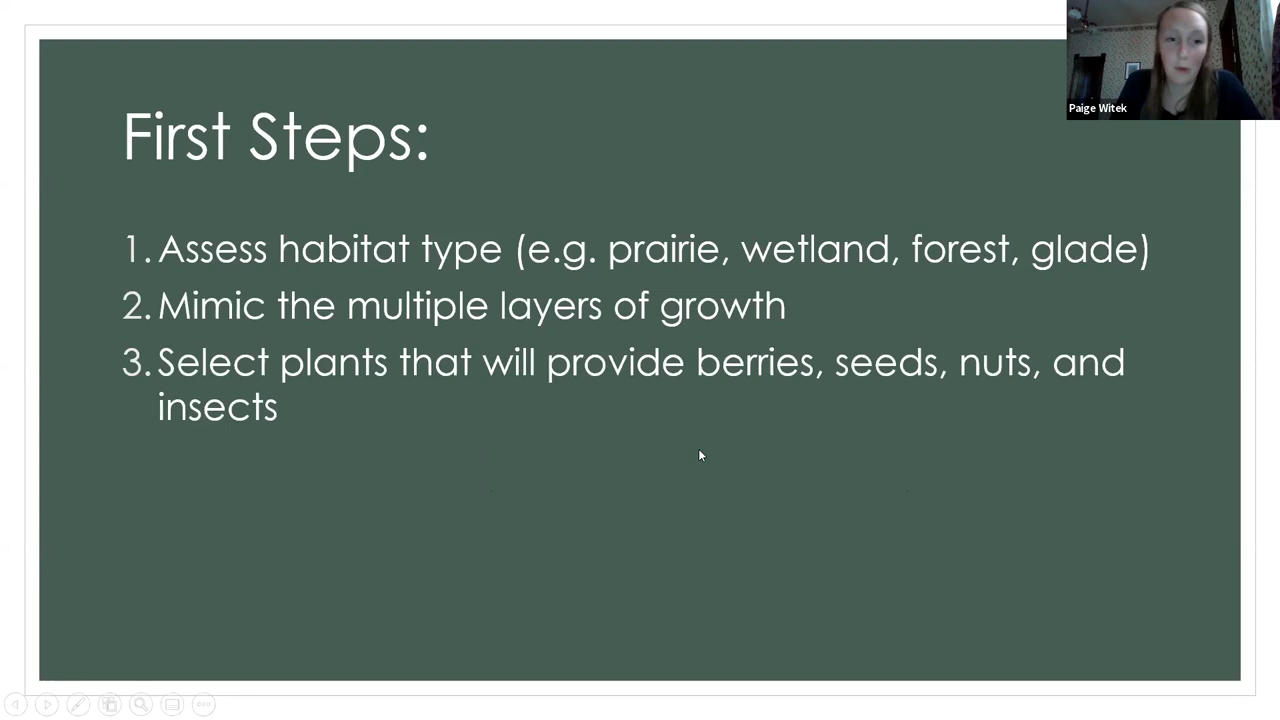 Paige Witek
First Steps:
1. Assess habitat type (e.g. prairie, wetland, forest, glade)
2. Mimic the multiple layers of growth
3. Select plants that will provide berries, seeds, nuts, and
insects